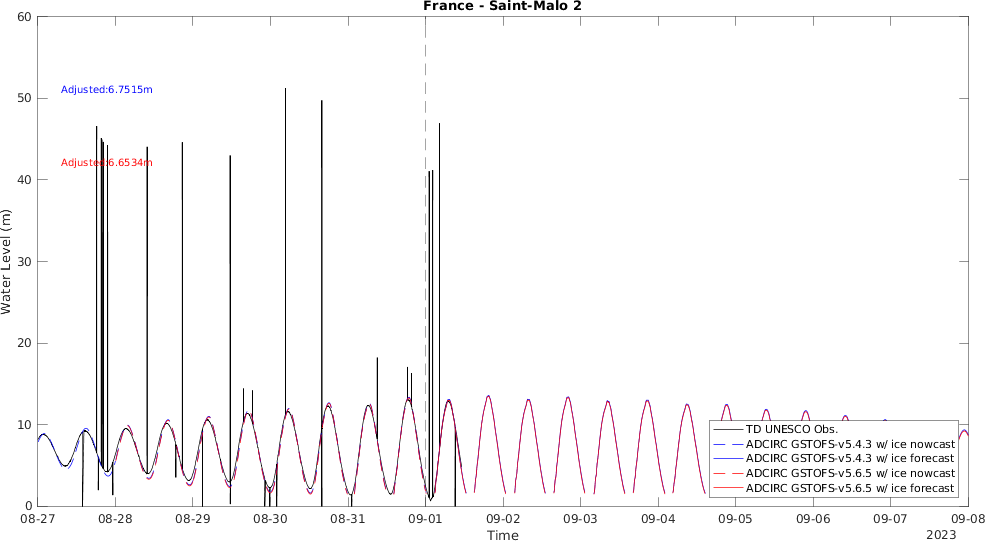 France - Saint-Malo 2
60
50
40
30
20
10
0
Water Level (m)
Adjusted:6.7515m
Adjusted:6.6534m
TD UNESCO Obs.
ADCIRC GSTOFS-v5.4.3 w/ ice nowcast
ADCIRC GSTOFS-v5.4.3 w/ ice forecast
ADCIRC GSTOFS-v5.6.5 w/ ice nowcast
ADCIRC GSTOFS-v5.6.5 w/ ice forecast
08-27 08-28 08-29 08-30 08-31 09-01 09-02 09-03 09-04 09-05 09-06 09-07 09-08
Time
2023